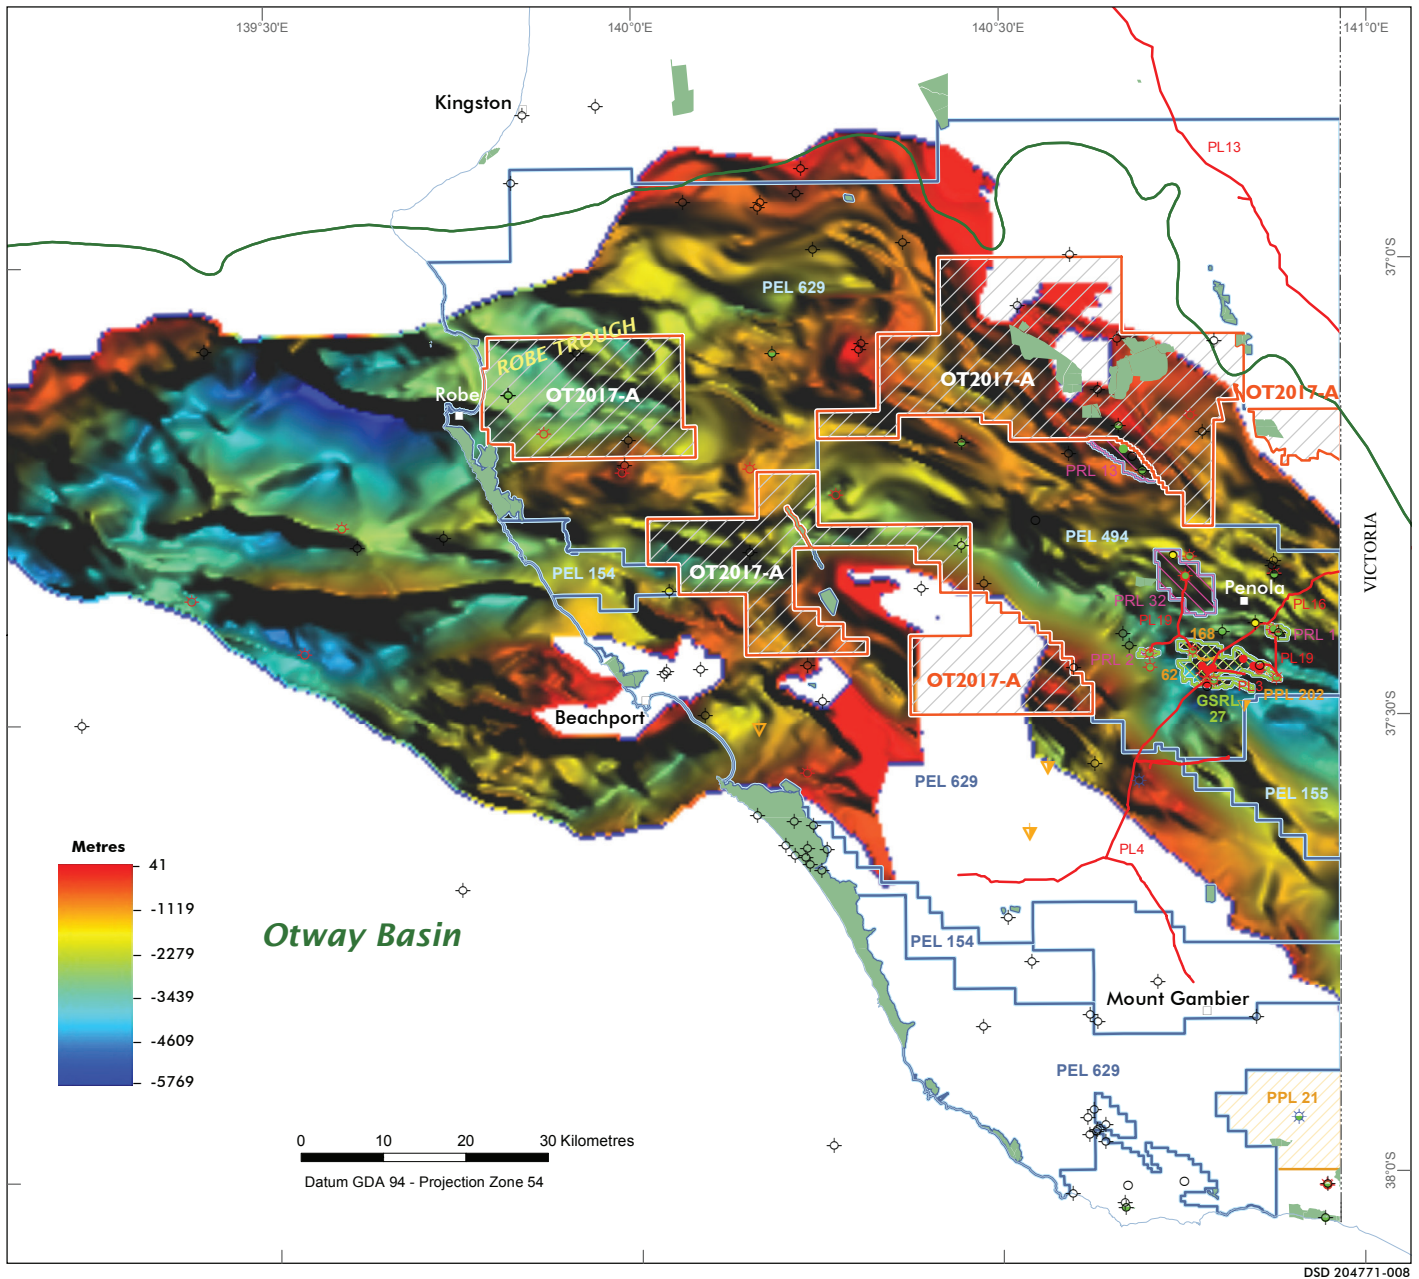 139°30'E
140°0'E
140°30'E
141°0'E
Kingston
PL13
37°0'S
PEL 629
ROBE TROUGH
OT2017-A
OT2017-A
OT2017-A
Robe
PRL 13
PEL 494
VICTORIA
PEL 154
OT2017-A
Penola
PRL 32
PL16
PL10
168
PRL 1
PRL 2
PL19
62
OT2017-A
PPL 202
GSRL
27
Beachport
37°30'S
PEL 629
PEL 155
Metres
41
-1119
-2279
-3439
-4609
-5769
PL4
Otway Basin
PEL 154
Mount Gambier
PEL 629
PPL 21
0 10 20 30 Kilometres
Datum GDA 94 - Projection Zone 54
38°0'S
DSD 204771-008